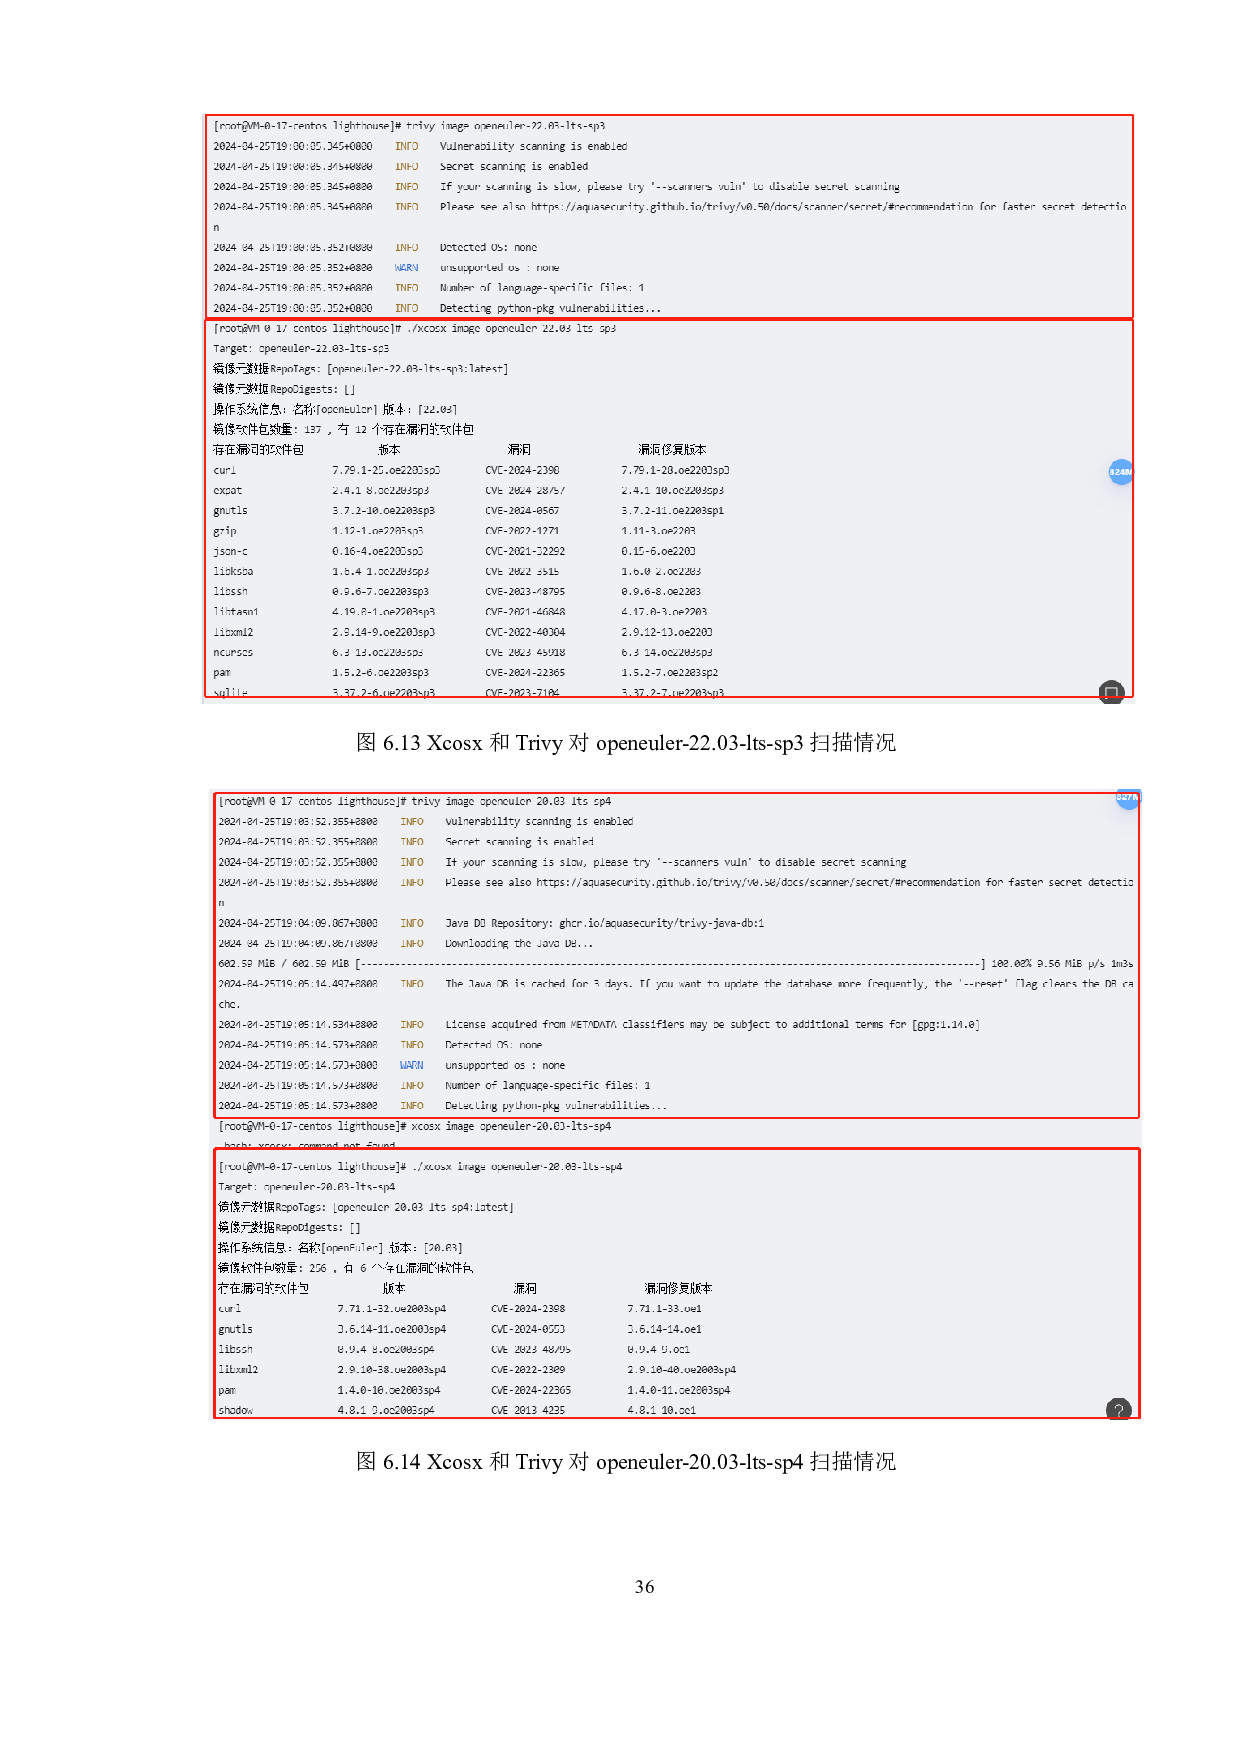 [root@VM-0-17-centos lighthouse]# trivy image openeuler-22.03-lts-sp3
2024-04-25T19:00:05.345+0800 INFO Vulnerability scanning is enabled
2024-04-25T19:00:05.345+0800 INFO Secret scanning is enabled
2024-04-25T19:00:05.345+0800 INFO If your scanning is slow, please try '--scanners vuln' to disable secret scanning
2024-04-25T19:00:05.345+0800 INFO Please see also https://aquasecurity.github.io/trivy/v0.50/docs/scanner/secret/#recommendation for faster secret detectio
n
2024-04-25T19:00:05.352+0800 INFO Detected OS: none
2024-04-25T19:00:05.352+0800 WARN unsupported os : none
2024-04-25T19:00:05.352+0800 INFO Number of language-specific files: 1
2024-04-25T19:00:05.352+0800 INFO Detecting python-pkg vulnerabilities...
[root@VM-0-17-centos lighthouse]# ./xcosx image openeuler-22.03-lts-sp3
Target: openeuler-22.03-lts-sp3
镜像元数据RepoTags: [openeuler-22.03-lts-sp3:latest]
镜像元数据RepoDigests: []
操作系统信息: 名称[openEuler] 版本: [22.03]
镜像软件包数量: 137 , 有 12 个存在漏洞的软件包
存在漏洞的软件包 版本 漏洞 漏洞修复版本
curl 7.79.1-25.oe2203sp3 CVE-2024-2398 7.79.1-28.oe2203sp3
expat 2.4.1-8.oe2203sp3 CVE-2024-28757 2.4.1-10.oe2203sp3
gnutls 3.7.2-10.oe2203sp3 CVE-2024-0567 3.7.2-11.oe2203sp1
gzip 1.12-1.oe2203sp3 CVE-2022-1271 1.11-3.oe2203
json-c 0.16-4.oe2203sp3 CVE-2021-32292 0.15-6.oe2203
libksba 1.6.4-1.oe2203sp3 CVE-2022-3515 1.6.0-2.oe2203
libssh 0.9.6-7.oe2203sp3 CVE-2023-48795 0.9.6-8.oe2203
libtasn1 4.19.0-1.oe2203sp3 CVE-2021-46848 4.17.0-3.oe2203
libxml2 2.9.14-9.oe2203sp3 CVE-2022-40304 2.9.12-13.oe2203
ncurses 6.3-13.oe2203sp3 CVE-2023-45918 6.3-14.oe2203sp3
pam 1.5.2-6.oe2203sp3 CVE-2024-22365 1.5.2-7.oe2203sp2
sqlite 3.37.2-6.oe2203sp3 CVE-2023-7104 3.37.2-7.oe2203sp3
图 6.13 Xcosx 和 Trivy 对 openeuler-22.03-lts-sp3 扫描情况
[root@VM-0-17-centos lighthouse]# trivy image openeuler-20.03-lts-sp4
2024-04-25T19:03:52.355+0800 INFO Vulnerability scanning is enabled
2024-04-25T19:03:52.355+0800 INFO Secret scanning is enabled
2024-04-25T19:03:52.355+0800 INFO If your scanning is slow, please try '--scanners vuln' to disable secret scanning
2024-04-25T19:03:52.355+0800 INFO Please see also https://aquasecurity.github.io/trivy/v0.50/docs/scanner/secret/#recommendation for faster secret detectio
n
2024-04-25T19:04:09.067+0800 INFO Java DB Repository: ghcr.io/aquasecurity/trivy-java-db:1
2024-04-25T19:04:09.067+0800 INFO Downloading the Java DB...
602.59 MiB / 602.59 MiB [---------------------------------------------------------------------------------------------------------------] 100.00% 9.56 MiB p/s 1m3s
2024-04-25T19:05:14.497+0800 INFO The Java DB is cached for 3 days. If you want to update the database more frequently, the '--reset' flag clears the DB ca
che.
2024-04-25T19:05:14.534+0800 INFO License acquired from METADATA classifiers may be subject to additional terms for [gpg:1.14.0]
2024-04-25T19:05:14.573+0800 INFO Detected OS: none
2024-04-25T19:05:14.573+0800 WARN unsupported os : none
2024-04-25T19:05:14.573+0800 INFO Number of language-specific files: 1
2024-04-25T19:05:14.573+0800 INFO Detecting python-pkg vulnerabilities...
[root@VM-0-17-centos lighthouse]# xcosx image openeuler-20.03-lts-sp4
-bash: xcosx: command not found
[root@VM-0-17-centos lighthouse]# ./xcosx image openeuler-20.03-lts-sp4
Target: openeuler-20.03-lts-sp4
镜像元数据RepoTags: [openeuler-20.03-lts-sp4:latest]
镜像元数据RepoDigests: []
操作系统信息: 名称[openEuler] 版本: [20.03]
镜像软件包数量: 256 , 有 6 个存在漏洞的软件包
存在漏洞的软件包 版本 漏洞 漏洞修复版本
curl 7.71.1-32.oe2003sp4 CVE-2024-2398 7.71.1-33.oe1
gnutls 3.6.14-11.oe2003sp4 CVE-2024-0553 3.6.14-14.oe1
libssh 0.9.4-8.oe2003sp4 CVE-2023-48795 0.9.4-9.oe1
libxml2 2.9.10-38.oe2003sp4 CVE-2022-2309 2.9.10-40.oe2003sp4
pam 1.4.0-10.oe2003sp4 CVE-2024-22365 1.4.0-11.oe2003sp4
shadow 4.8.1-9.oe2003sp4 CVE-2013-4235 4.8.1-10.oe1
图 6.14 Xcosx 和 Trivy 对 openeuler-20.03-lts-sp4 扫描情况
36